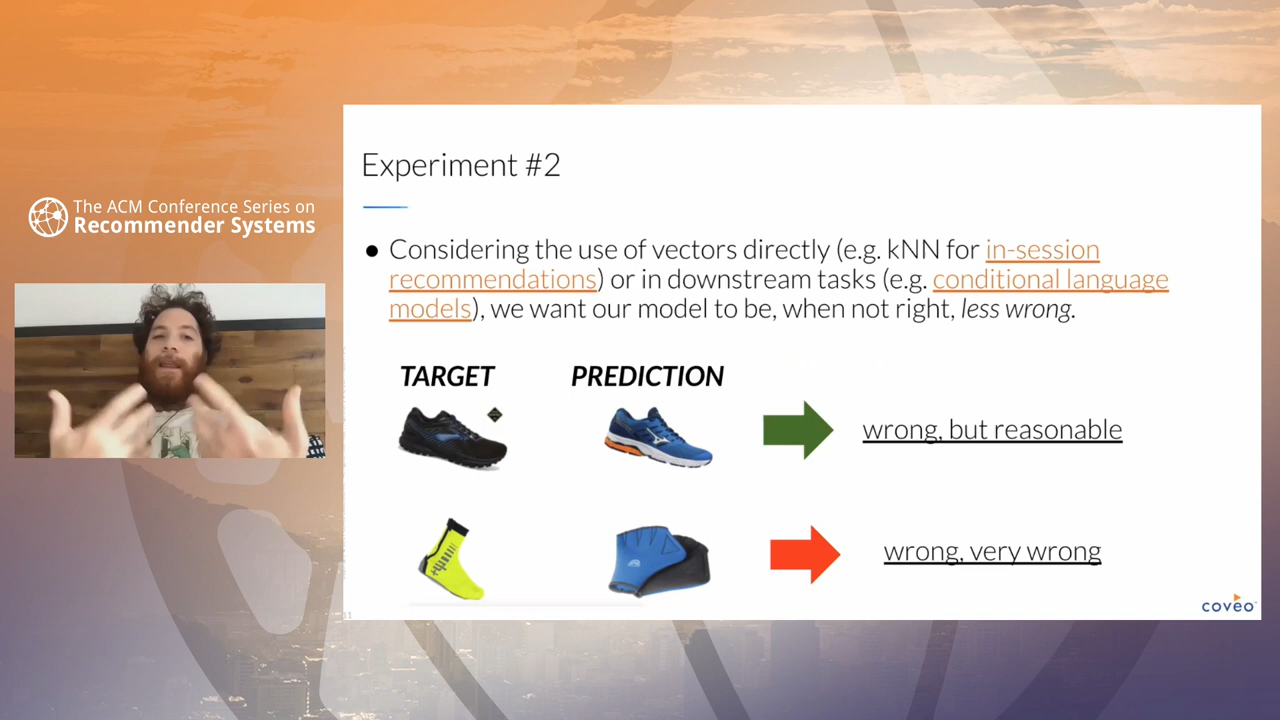 The ACM Conference Series on
Recommender Systems
Experiment #2
● Considering the use of vectors directly (e.g. kNN for in-session
recommendations) or in downstream tasks (e.g. conditional language
models), we want our model to be, when not right, less wrong.
TARGET PREDICTION
wrong, but reasonable
wrong, very wrong
coveo